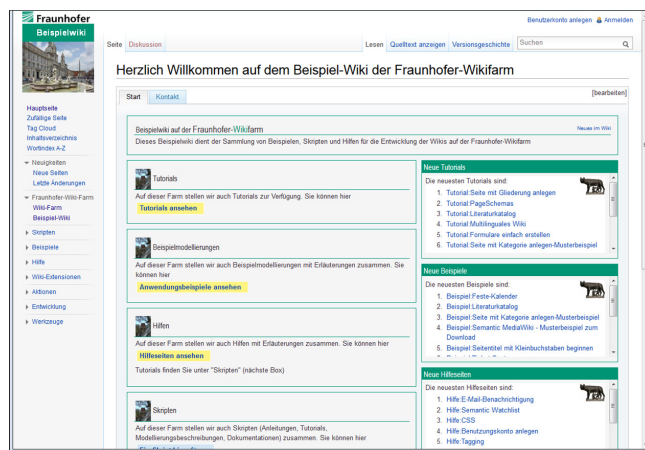 Fraunhofer
Beispielwiki
Benutzerkonto anlegen Anmelden
Seite Diskussion
Lesen Quelltext anzeigen Versionsgeschichte Suchen
Herzlich Willkommen auf dem Beispiel-Wiki der Fraunhofer-Wikifarm
Start Kontakt
[bearbeiten]
Hauptseite
Zufällige Seite
Tag Cloud
Inhaltsverzeichnis
Wortindex A-Z
Neuigkeiten
Neue Seiten
Letzte Änderungen
Fraunhofer-Wiki-Farm
Wiki-Farm
Beispiel-Wiki
Skripten
Beispiele
Hilfe
Wiki-Extensionen
Aktionen
Entwicklung
Werkzeuge
Beispielwiki auf der Fraunhofer-Wikifarm
Neues im Wiki
Dieses Beispielwiki dient der Sammlung von Beispielen, Skripten und Hilfen für die Entwicklung der Wikis auf der Fraunhofer-Wikifarm
Tutorials
Auf dieser Farm stellen wir auch Tutorials zur Verfügung. Sie können hier
Tutorials ansehen
Beispielmodellierungen
Auf dieser Farm stellen wir auch Beispielmodellierungen mit Erläuterungen zusammen. Sie
können hier
Anwendungsbeispiele ansehen
Hilfen
Auf dieser Farm stellen wir auch Hilfen mit Erläuterungen zusammen. Sie können hier
Hilfeseiten ansehen
Tutorials finden Sie unter "Skripten" (nächste Box)
Skripten
Auf dieser Farm stellen wir auch Skripten (Anleitungen, Tutorials,
Modellierungsbeschreibungen, Dokumentationen) zusammen. Sie können hier
Neue Tutorials
Die neuesten Tutorials sind:
1. Tutorial:Seite mit Gliederung anlegen
2. Tutorial:PageSchemas
3. Tutorial:Literaturkatalog
4. Tutorial:Multilinguales Wiki
5. Tutorial:Formulare einfach erstellen
6. Tutorial:Seite mit Kategorie anlegen-Musterbeispiel
Neue Beispiele
Die neuesten Beispiele sind:
1. Beispiel:Feste-Kalender
2. Beispiel:Literaturkatalog
3. Beispiel:Seite mit Kategorie anlegen-Musterbeispiel
4. Beispiel:Semantic MediaWiki - Musterbeispiel zum
Download
5. Beispiel:Seitentitel mit Kleinbuchstaben beginnen
Neue Hilfeseiten
Die neuesten Hilfeseiten sind:
1. Hilfe:E-Mail-Benachrichtigung
2. Hilfe:Semantic Watchlist
3. Hilfe:CSS
4. Hilfe:Benutzungskonto anlegen
5. Hilfe:Tagging